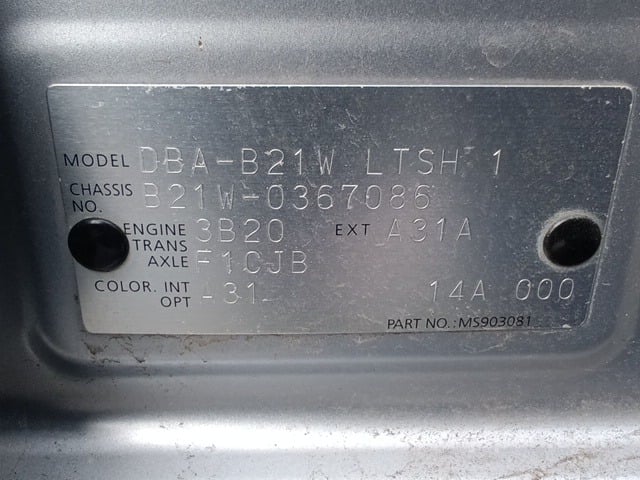 MODEL DBA-B21W LTSH 1
CHASSIS NO. B21W-0367086
ENGINE 3B20 EXT A31A
TRANS AXLE F1CJB
COLOR. INT OPT -31 14A 000
PART NO.:MS903081